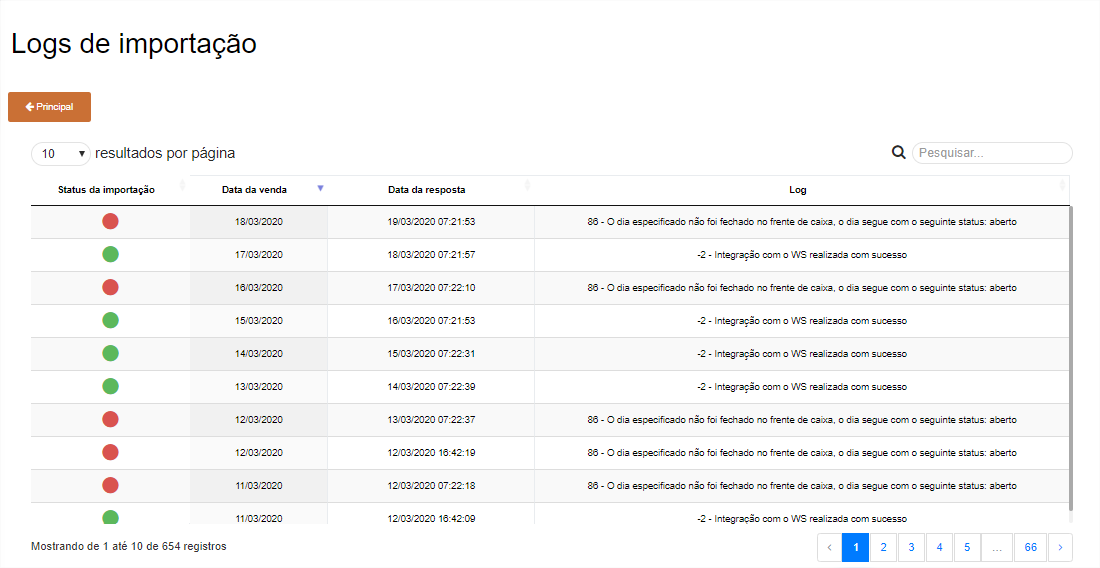 Logs de importação
Principal
10 resultados por página
Pesquisar...
Status da importação Data da venda Data da resposta Log
18/03/2020 19/03/2020 07:21:53 86 - O dia especificado não foi fechado no frente de caixa, o dia segue com o seguinte status: aberto
17/03/2020 18/03/2020 07:21:57 -2 - Integração com o WS realizada com sucesso
16/03/2020 17/03/2020 07:22:10 86 - O dia especificado não foi fechado no frente de caixa, o dia segue com o seguinte status: aberto
15/03/2020 16/03/2020 07:21:53 -2 - Integração com o WS realizada com sucesso
14/03/2020 15/03/2020 07:22:31 -2 - Integração com o WS realizada com sucesso
13/03/2020 14/03/2020 07:22:39 -2 - Integração com o WS realizada com sucesso
12/03/2020 13/03/2020 07:22:37 86 - O dia especificado não foi fechado no frente de caixa, o dia segue com o seguinte status: aberto
12/03/2020 12/03/2020 16:42:19 86 - O dia especificado não foi fechado no frente de caixa, o dia segue com o seguinte status: aberto
11/03/2020 12/03/2020 07:22:18 86 - O dia especificado não foi fechado no frente de caixa, o dia segue com o seguinte status: aberto
11/03/2020 12/03/2020 16:42:09 -2 - Integração com o WS realizada com sucesso
Mostrando de 1 até 10 de 654 registros
‹ 1 2 3 4 5 ... 66 ›